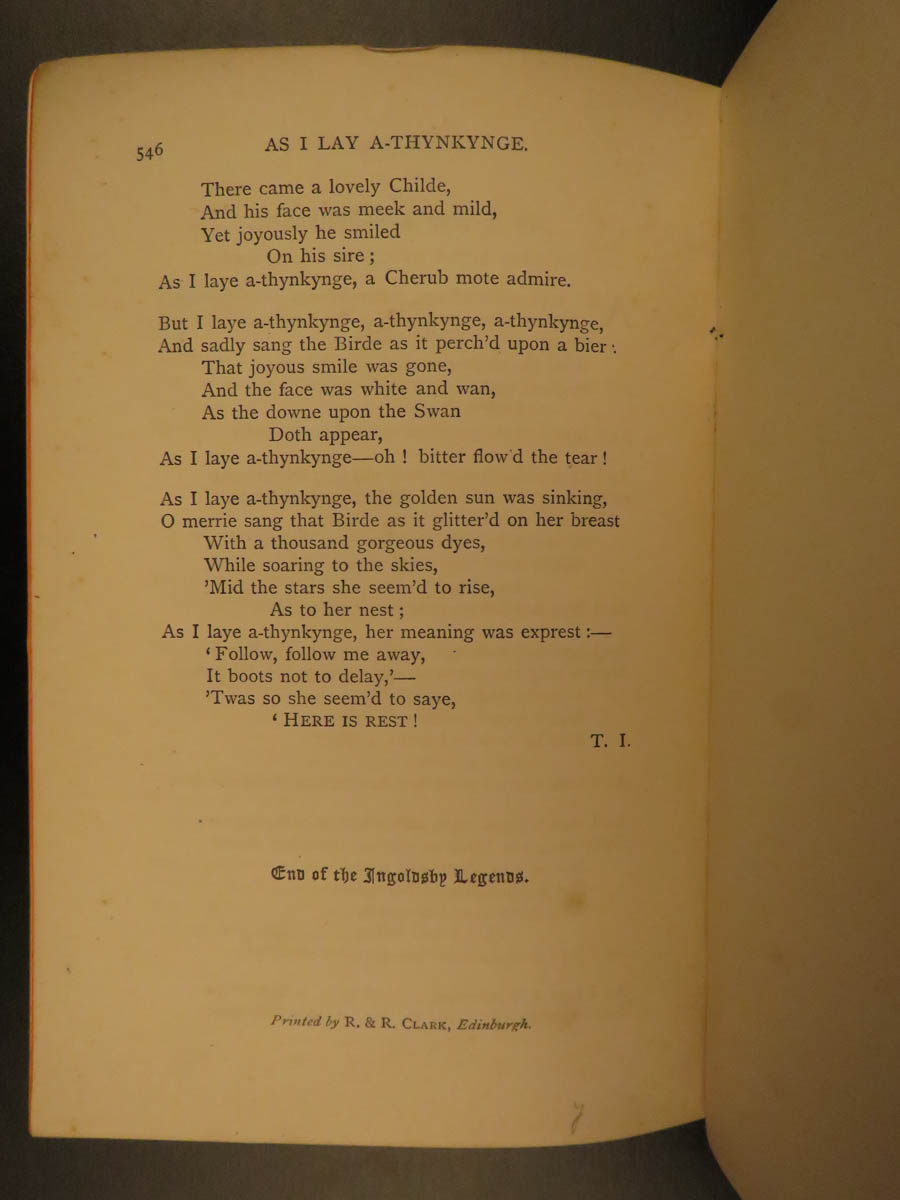 546 AS I LAY A-THYNKYNGE.
There came a lovely Childe,
And his face was meek and mild,
Yet joyously he smiled
On his sire ;
As I laye a-thynkynge, a Cherub mote admire.
But I laye a-thynkynge, a-thynkynge, a-thynkynge,
And sadly sang the Birde as it perch'd upon a bier :
That joyous smile was gone,
And the face was white and wan,
As the downe upon the Swan
Doth appear,
As I laye a-thynkynge—oh ! bitter flow'd the tear !
As I laye a-thynkynge, the golden sun was sinking,
O merrie sang that Birde as it glitter'd on her breast
With a thousand gorgeous dyes,
While soaring to the skies,
'Mid the stars she seem'd to rise,
As to her nest ;
As I laye a-thynkynge, her meaning was exprest :—
‘ Follow, follow me away,
It boots not to delay,’—
'Twas so she seem'd to saye,
‘ HERE IS REST !
T. I.
End of the Ingoldsby Legends.
Printed by R. & R. CLARK, Edinburgh.